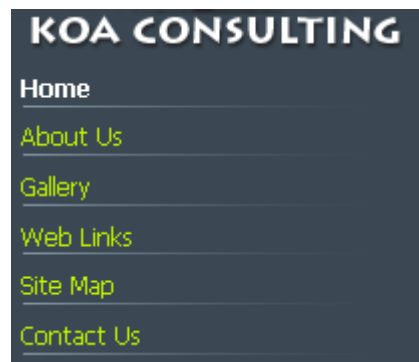 KOA CONSULTING
Home
About Us
Gallery
Web Links
Site Map
Contact Us